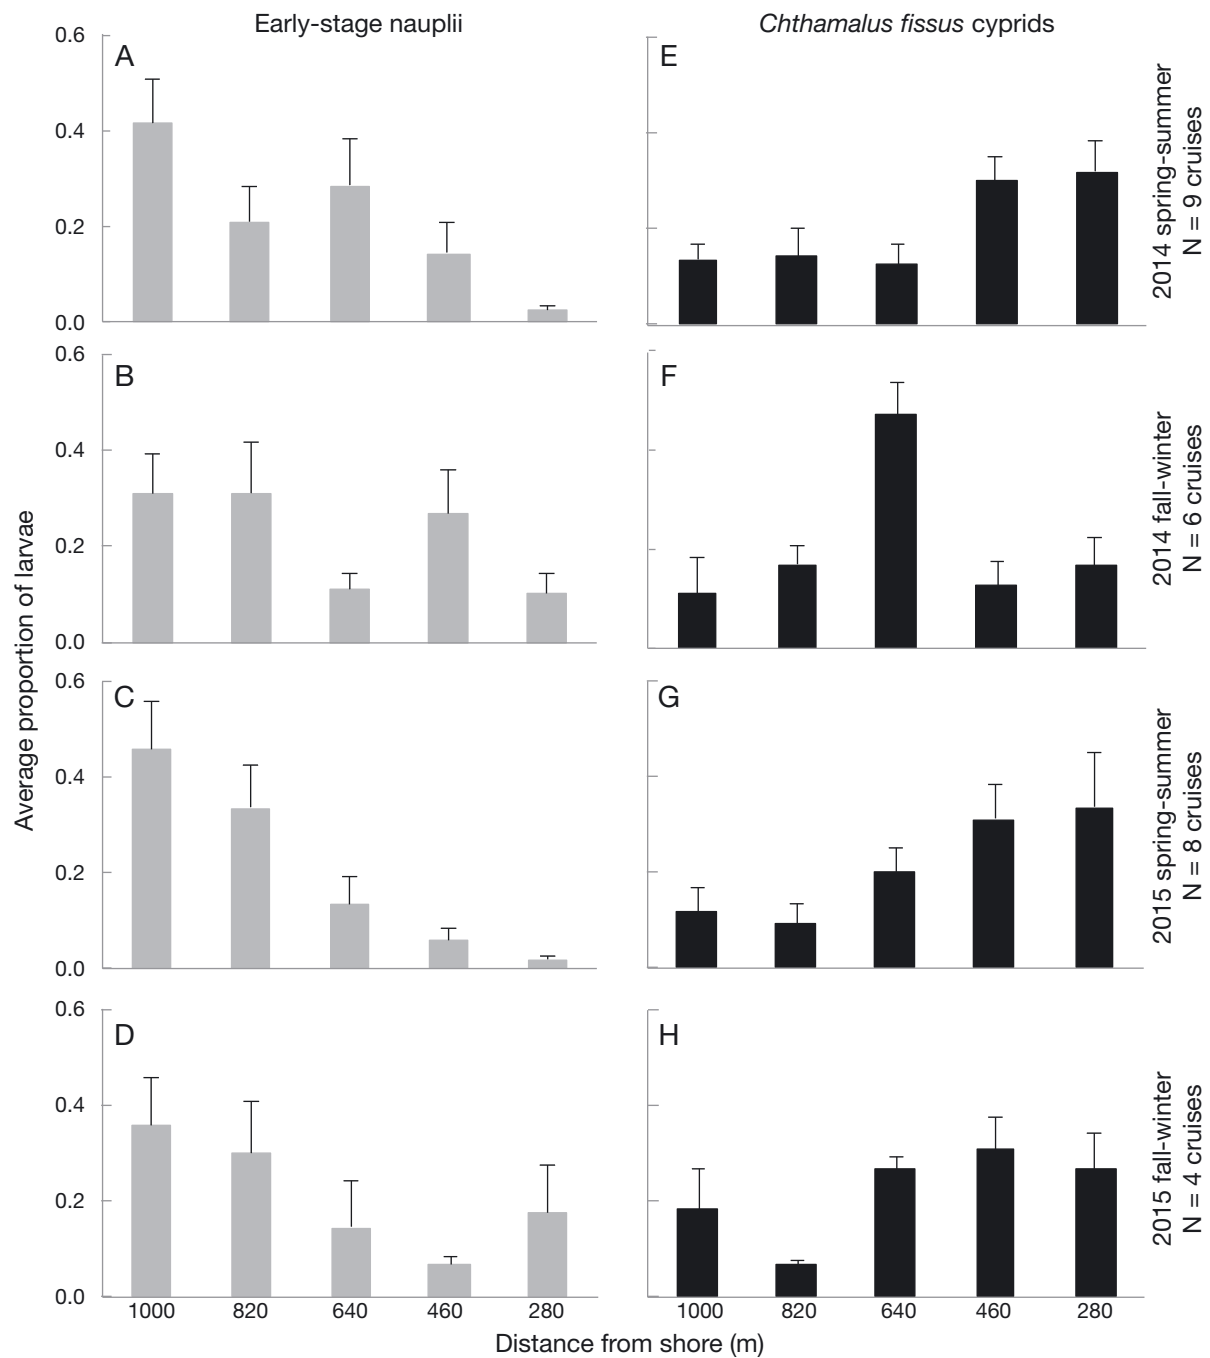 Early-stage nauplii
Chthamalus fissus cyprids
Average proportion of larvae
A
0.6
0.4
0.2
0.0
E
2014 spring-summer
N = 9 cruises
B
0.6
0.4
0.2
0.0
F
2014 fall-winter
N = 6 cruises
C
0.6
0.4
0.2
0.0
G
2015 spring-summer
N = 8 cruises
D
0.6
0.4
0.2
0.0
H
2015 fall-winter
N = 4 cruises
1000 820 640 460 280
1000 820 640 460 280
Distance from shore (m)